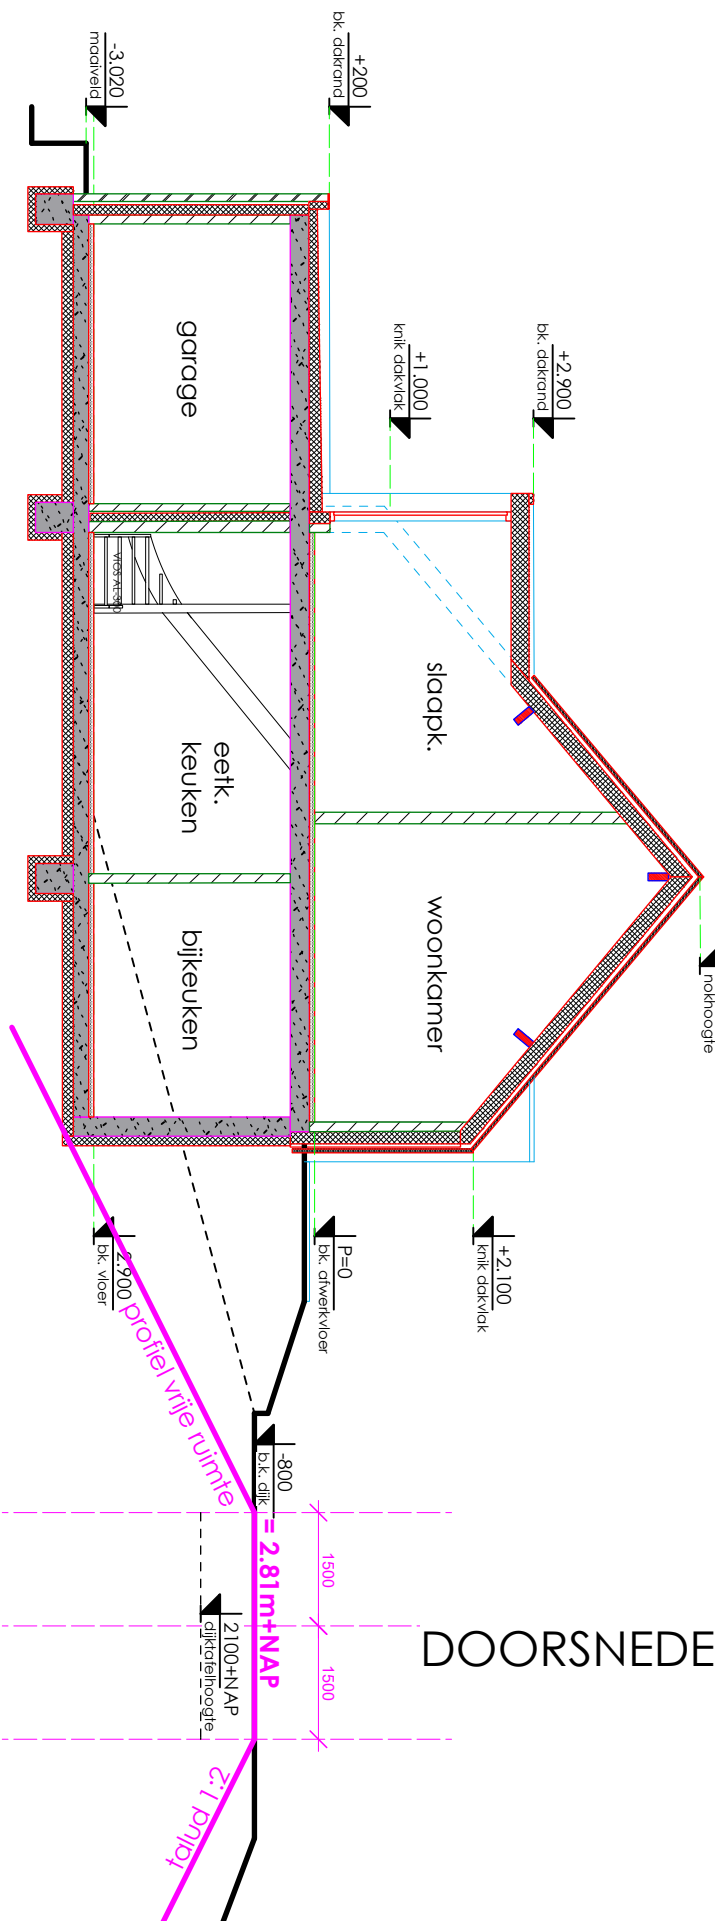 -3.020
maaiveld
+200
bk. dakrand
+1.000
knik dakvlak
+2.900
bk. dakrand
nokhoogte
garage
slaapk.
eetk.
keuken
woonkamer
bijkeuken
-2.900
bk. vloer
P=0
bk. afwerkvloer
+2.100
knik dakvlak
profiel vrije ruimte
-800
b.k. dijk
= 2.81m+NAP
1500
1500
2100+NAP
dijktafelhoogte
talud 1:2
DOORSNEDE